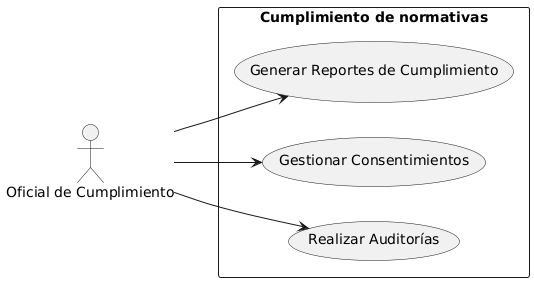 Cumplimiento de normativas
Generar Reportes de Cumplimiento
Gestionar Consentimientos
Oficial de Cumplimiento
Realizar Auditorías